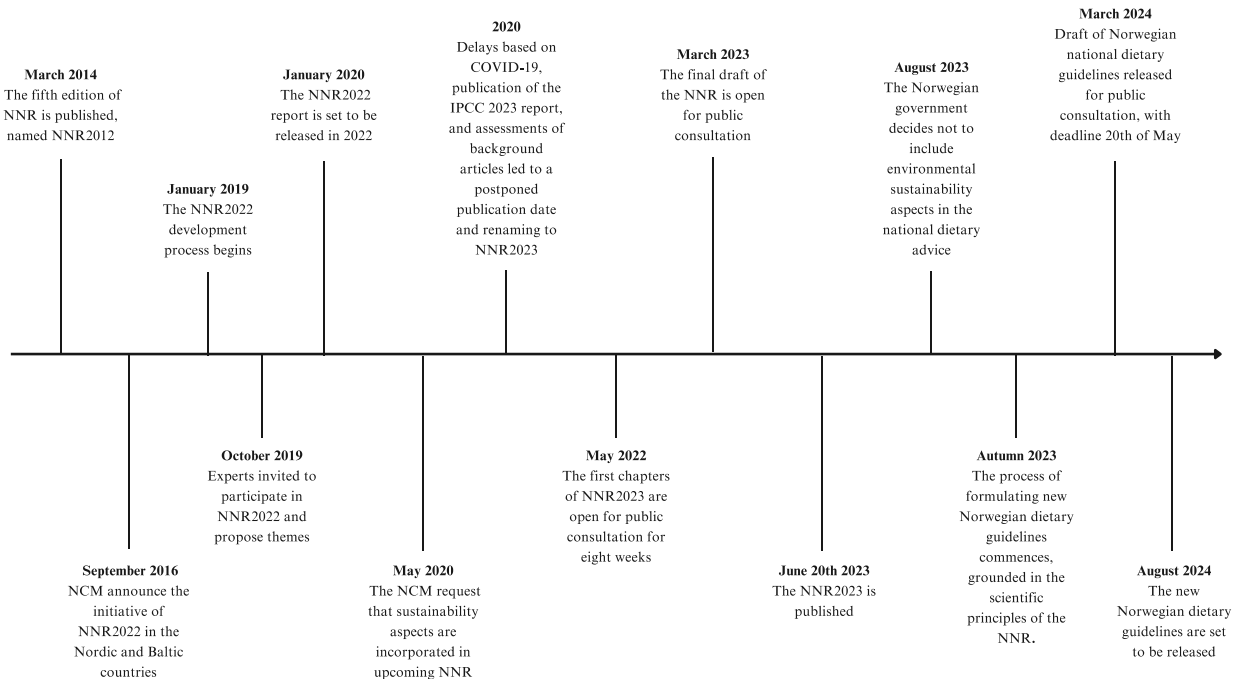 March 2014
The fifth edition of
NNR is published,
named NNR2012
September 2016
NCM announce the
initiative of
NNR2022 in the
Nordic and Baltic
countries
January 2019
The NNR2022
development
process begins
October 2019
Experts invited to
participate in
NNR2022 and
propose themes
January 2020
The NNR2022
report is set to be
released in 2022
May 2020
The NCM request
that sustainability
aspects are
incorporated in
upcoming NNR
2020
Delays based on
COVID-19,
publication of the
IPCC 2023 report,
and assessments of
background
articles led to a
postponed
publication date
and renaming to
NNR2023
May 2022
The first chapters
of NNR2023 are
open for public
consultation for
eight weeks
March 2023
The final draft of
the NNR is open
for public
consultation
June 20th 2023
The NNR2023 is
published
August 2023
The Norwegian
government
decides not to
include
environmental
sustainability
aspects in the
national dietary
advice
Autumn 2023
The process of
formulating new
Norwegian dietary
guidelines
commences,
grounded in the
scientific
principles of the
NNR.
March 2024
Draft of Norwegian
national dietary
guidelines released
for public
consultation, with
deadline 20th of May
August 2024
The new
Norwegian dietary
guidelines are set
to be released